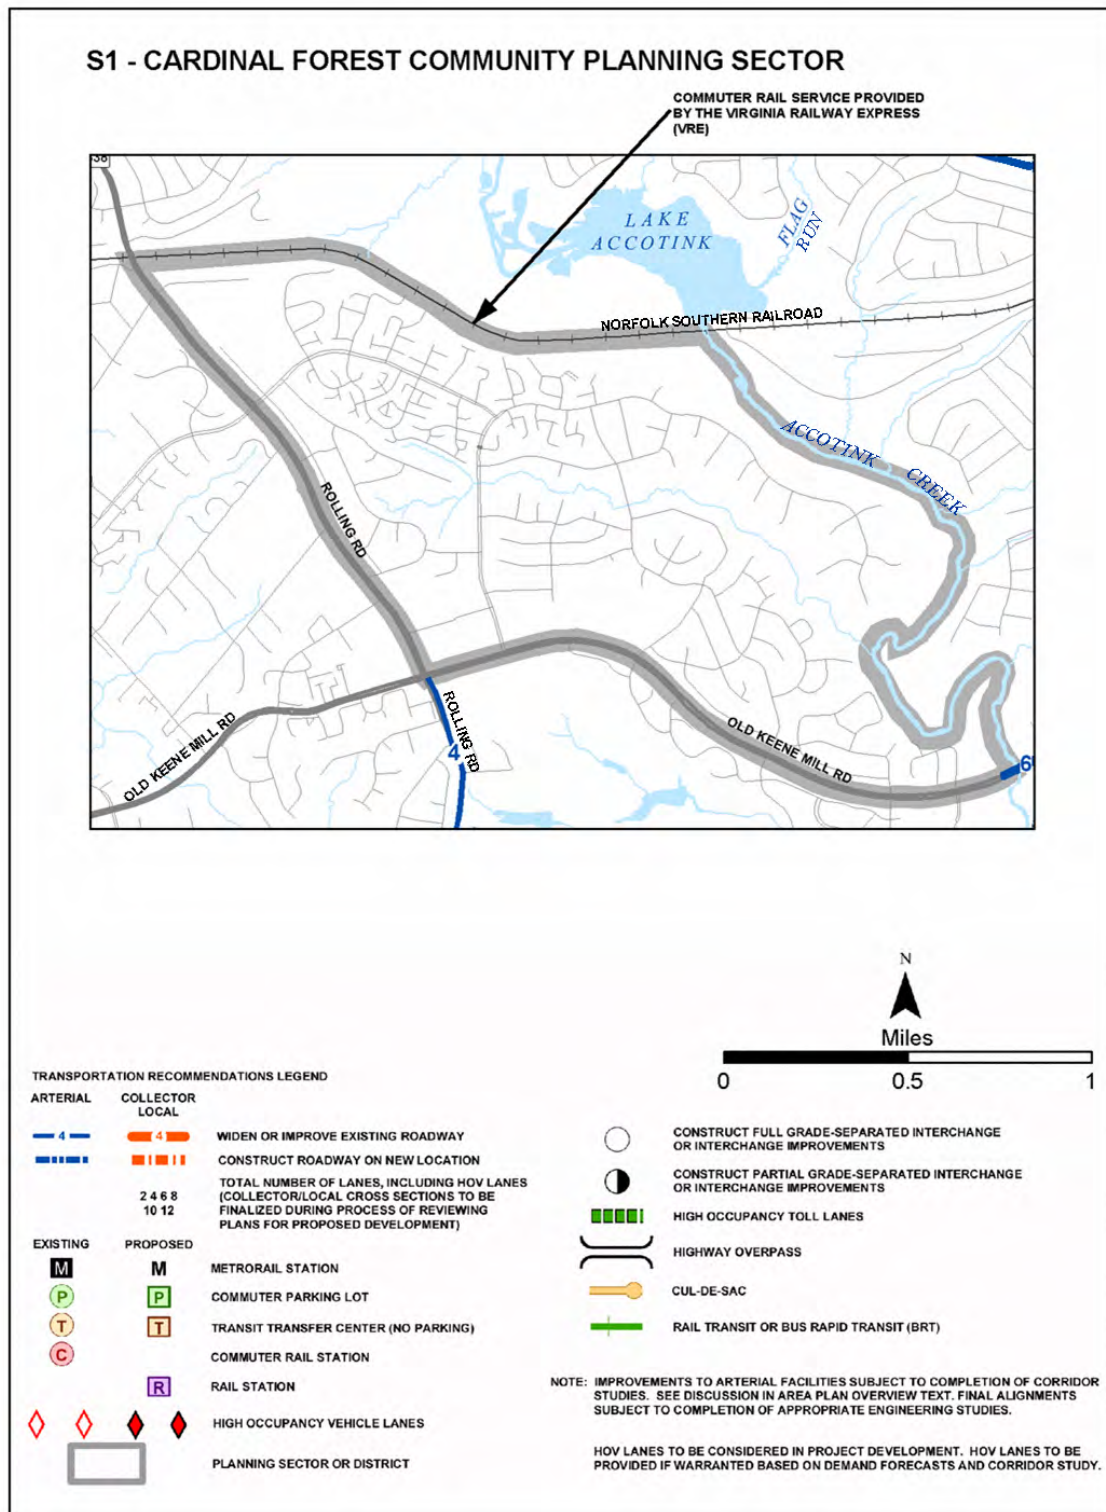 S1 - CARDINAL FOREST COMMUNITY PLANNING SECTOR
COMMUTER RAIL SERVICE PROVIDED
BY THE VIRGINIA RAILWAY EXPRESS
(VRE)
38
LAKE
ACCOTINK
FLAG
RUN
NORFOLK SOUTHERN RAILROAD
ACCOTINK
CREEK
ROLLING RD
ROLLING RD
4
OLD KEENE MILL RD
OLD KEENE MILL RD
6
N
Miles
0 0.5 1
TRANSPORTATION RECOMMENDATIONS LEGEND
ARTERIAL COLLECTOR
LOCAL
4 4 WIDEN OR IMPROVE EXISTING ROADWAY
CONSTRUCT ROADWAY ON NEW LOCATION
2 4 6 8
10 12
TOTAL NUMBER OF LANES, INCLUDING HOV LANES
(COLLECTOR/LOCAL CROSS SECTIONS TO BE
FINALIZED DURING PROCESS OF REVIEWING
PLANS FOR PROPOSED DEVELOPMENT)
EXISTING PROPOSED
M M METRORAIL STATION
P P COMMUTER PARKING LOT
T T TRANSIT TRANSFER CENTER (NO PARKING)
C COMMUTER RAIL STATION
R RAIL STATION
HIGH OCCUPANCY VEHICLE LANES
PLANNING SECTOR OR DISTRICT
CONSTRUCT FULL GRADE-SEPARATED INTERCHANGE
OR INTERCHANGE IMPROVEMENTS
CONSTRUCT PARTIAL GRADE-SEPARATED INTERCHANGE
OR INTERCHANGE IMPROVEMENTS
HIGH OCCUPANCY TOLL LANES
HIGHWAY OVERPASS
CUL-DE-SAC
RAIL TRANSIT OR BUS RAPID TRANSIT (BRT)
NOTE: IMPROVEMENTS TO ARTERIAL FACILITIES SUBJECT TO COMPLETION OF CORRIDOR
STUDIES. SEE DISCUSSION IN AREA PLAN OVERVIEW TEXT. FINAL ALIGNMENTS
SUBJECT TO COMPLETION OF APPROPRIATE ENGINEERING STUDIES.
HOV LANES TO BE CONSIDERED IN PROJECT DEVELOPMENT. HOV LANES TO BE
PROVIDED IF WARRANTED BASED ON DEMAND FORECASTS AND CORRIDOR STUDY.